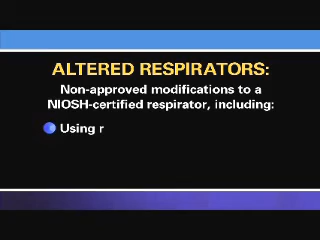 ALTERED RESPIRATORS:
Non-approved modifications to a
NIOSH-certified respirator, including:
Using r